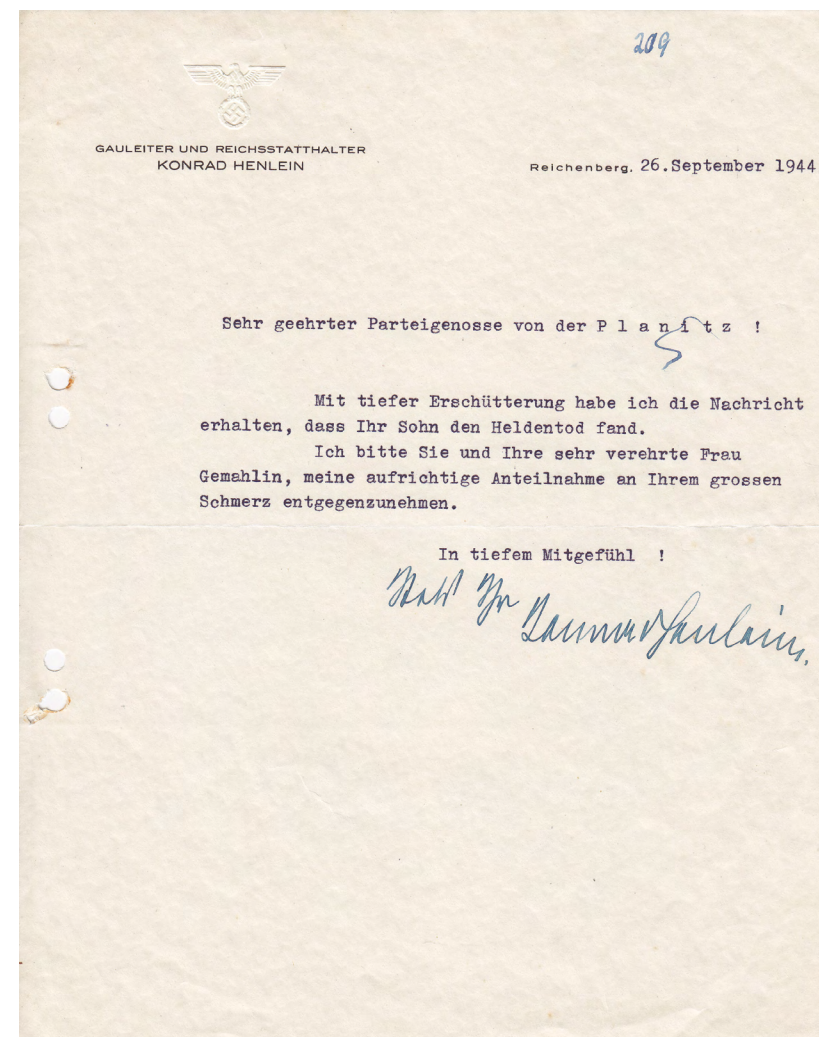 209
GAULEITER UND REICHSSTATTHALTER
KONRAD HENLEIN
Reichenberg, 26.September 1944
Sehr geehrter Parteigenosse von der P l a n i t z !
Mit tiefer Erschütterung habe ich die Nachricht
erhalten, dass Ihr Sohn den Heldentod fand.
Ich bitte Sie und Ihre sehr verehrte Frau
Gemahlin, meine aufrichtige Anteilnahme an Ihrem grossen
Schmerz entgegenzunehmen.
In tiefem Mitgefühl !
Stets Ihr
Konrad Henlein.